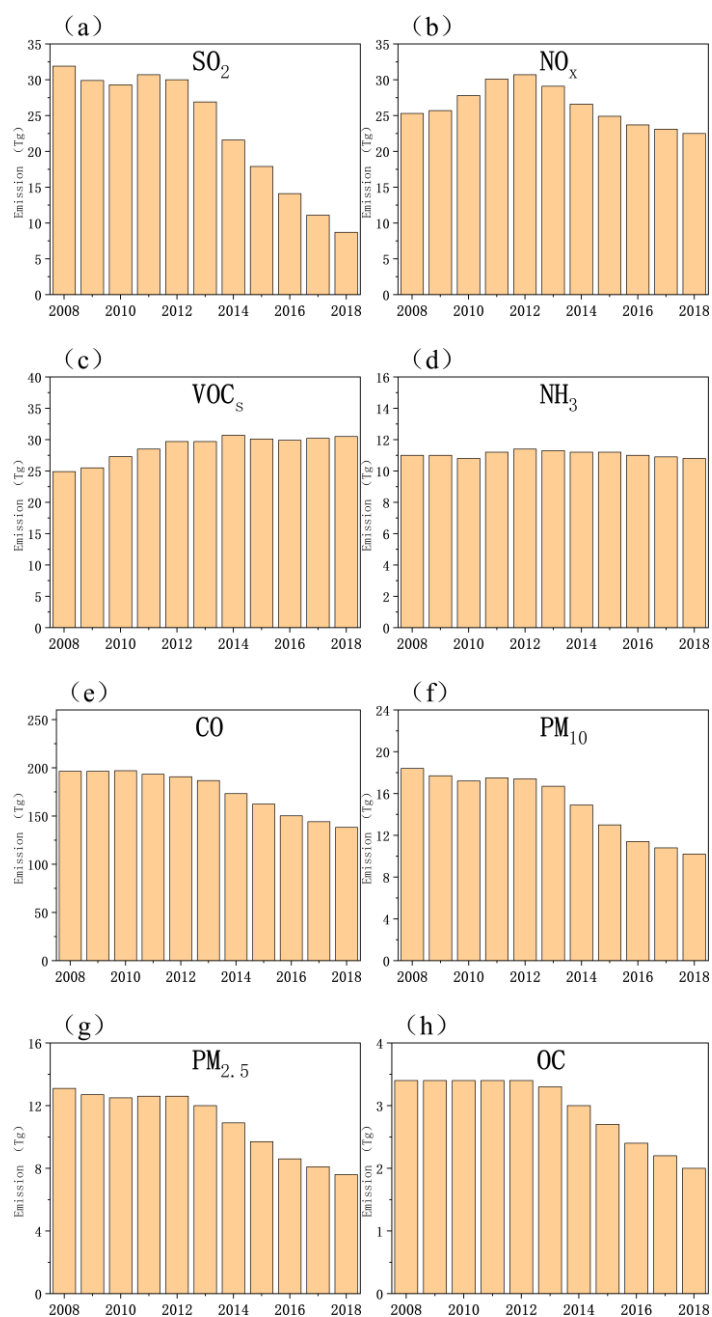 (a)
SO₂
Emission (Tg)
35
30
25
20
15
10
5
0
2008 2010 2012 2014 2016 2018
(b)
NOₓ
Emission (Tg)
35
30
25
20
15
10
5
0
2008 2010 2012 2014 2016 2018
(c)
VOCₛ
Emission (Tg)
40
35
30
25
20
15
10
5
0
2008 2010 2012 2014 2016 2018
(d)
NH₃
Emission (Tg)
16
14
12
10
8
6
4
2
0
2008 2010 2012 2014 2016 2018
(e)
CO
Emission (Tg)
250
200
150
100
50
0
2008 2010 2012 2014 2016 2018
(f)
PM₁₀
Emission (Tg)
24
20
16
12
8
4
0
2008 2010 2012 2014 2016 2018
(g)
PM₂.₅
Emission (Tg)
16
12
8
4
0
2008 2010 2012 2014 2016 2018
(h)
OC
Emission (Tg)
4
3
2
1
0
2008 2010 2012 2014 2016 2018